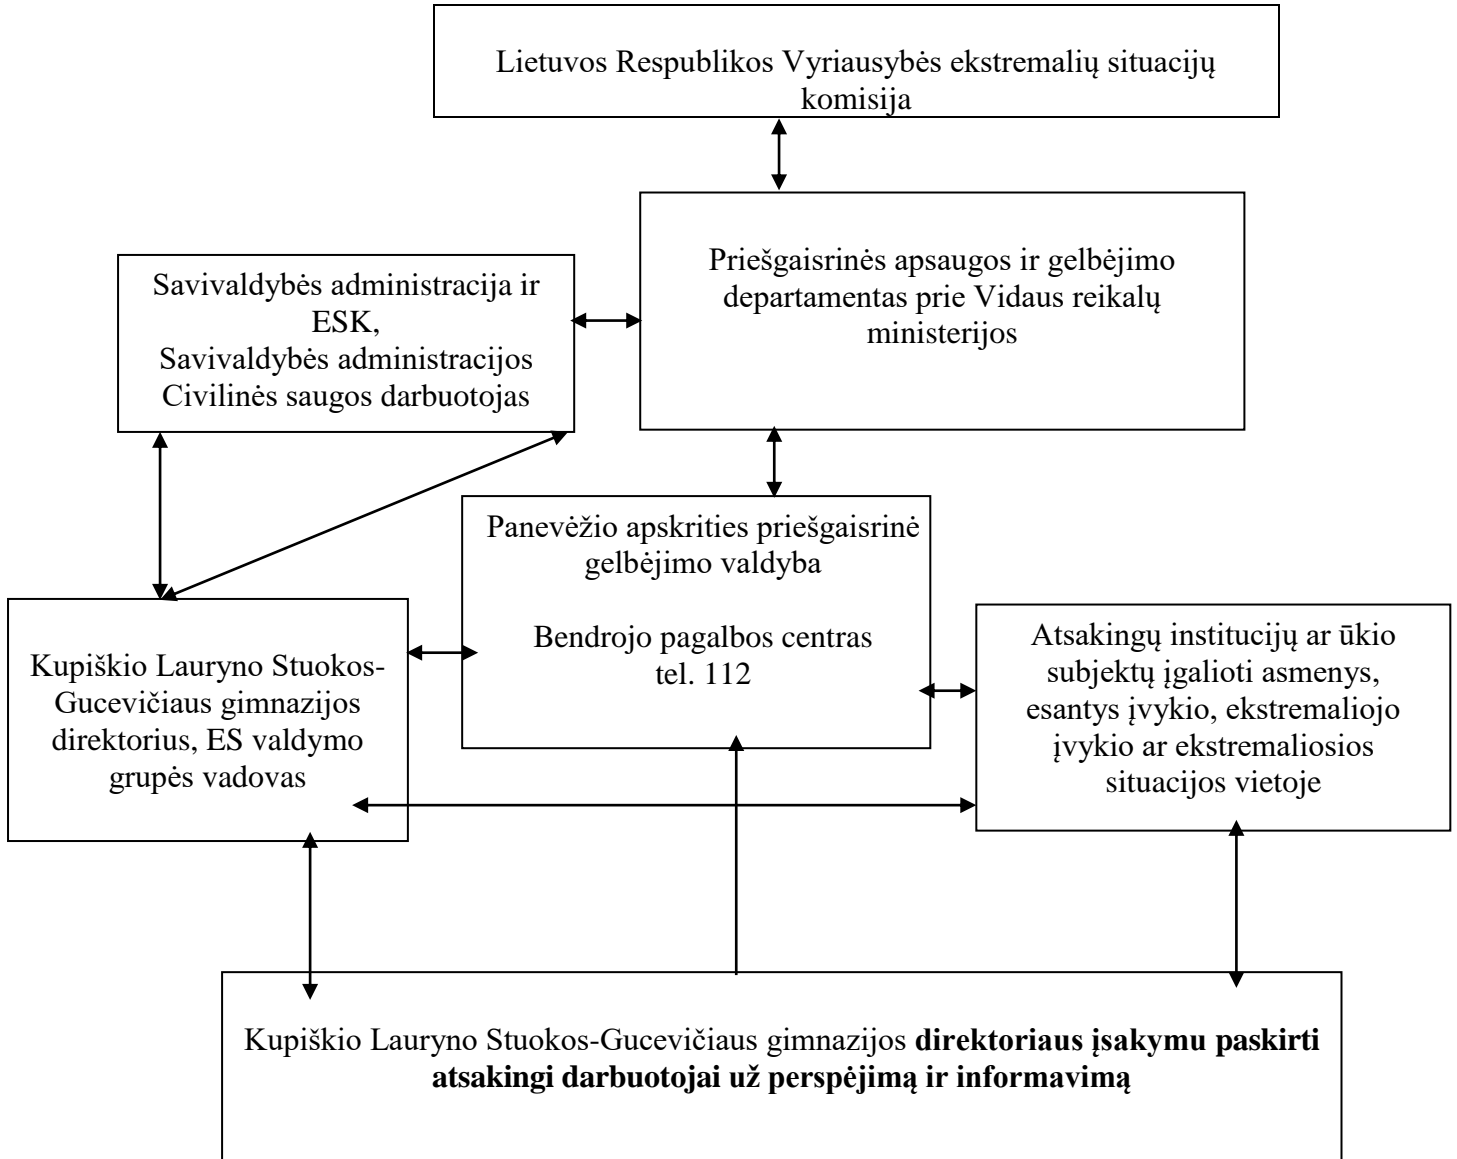 Lietuvos Respublikos Vyriausybės ekstremalių situacijų
komisija
Priešgaisrinės apsaugos ir gelbėjimo
departamentas prie Vidaus reikalų
ministerijos
Savivaldybės administracija ir
ESK,
Savivaldybės administracijos
Civilinės saugos darbuotojas
Panevėžio apskrities priešgaisrinė
gelbėjimo valdyba
Bendrojo pagalbos centras
tel. 112
Kupiškio Lauryno Stuokos-
Gucevičiaus gimnazijos
direktorius, ES valdymo
grupės vadovas
Atsakingų institucijų ar ūkio
subjektų įgalioti asmenys,
esantys įvykio, ekstremaliojo
įvykio ar ekstremaliosios
situacijos vietoje
Kupiškio Lauryno Stuokos-Gucevičiaus gimnazijos direktoriaus įsakymu paskirti
atsakingi darbuotojai už perspėjimą ir informavimą